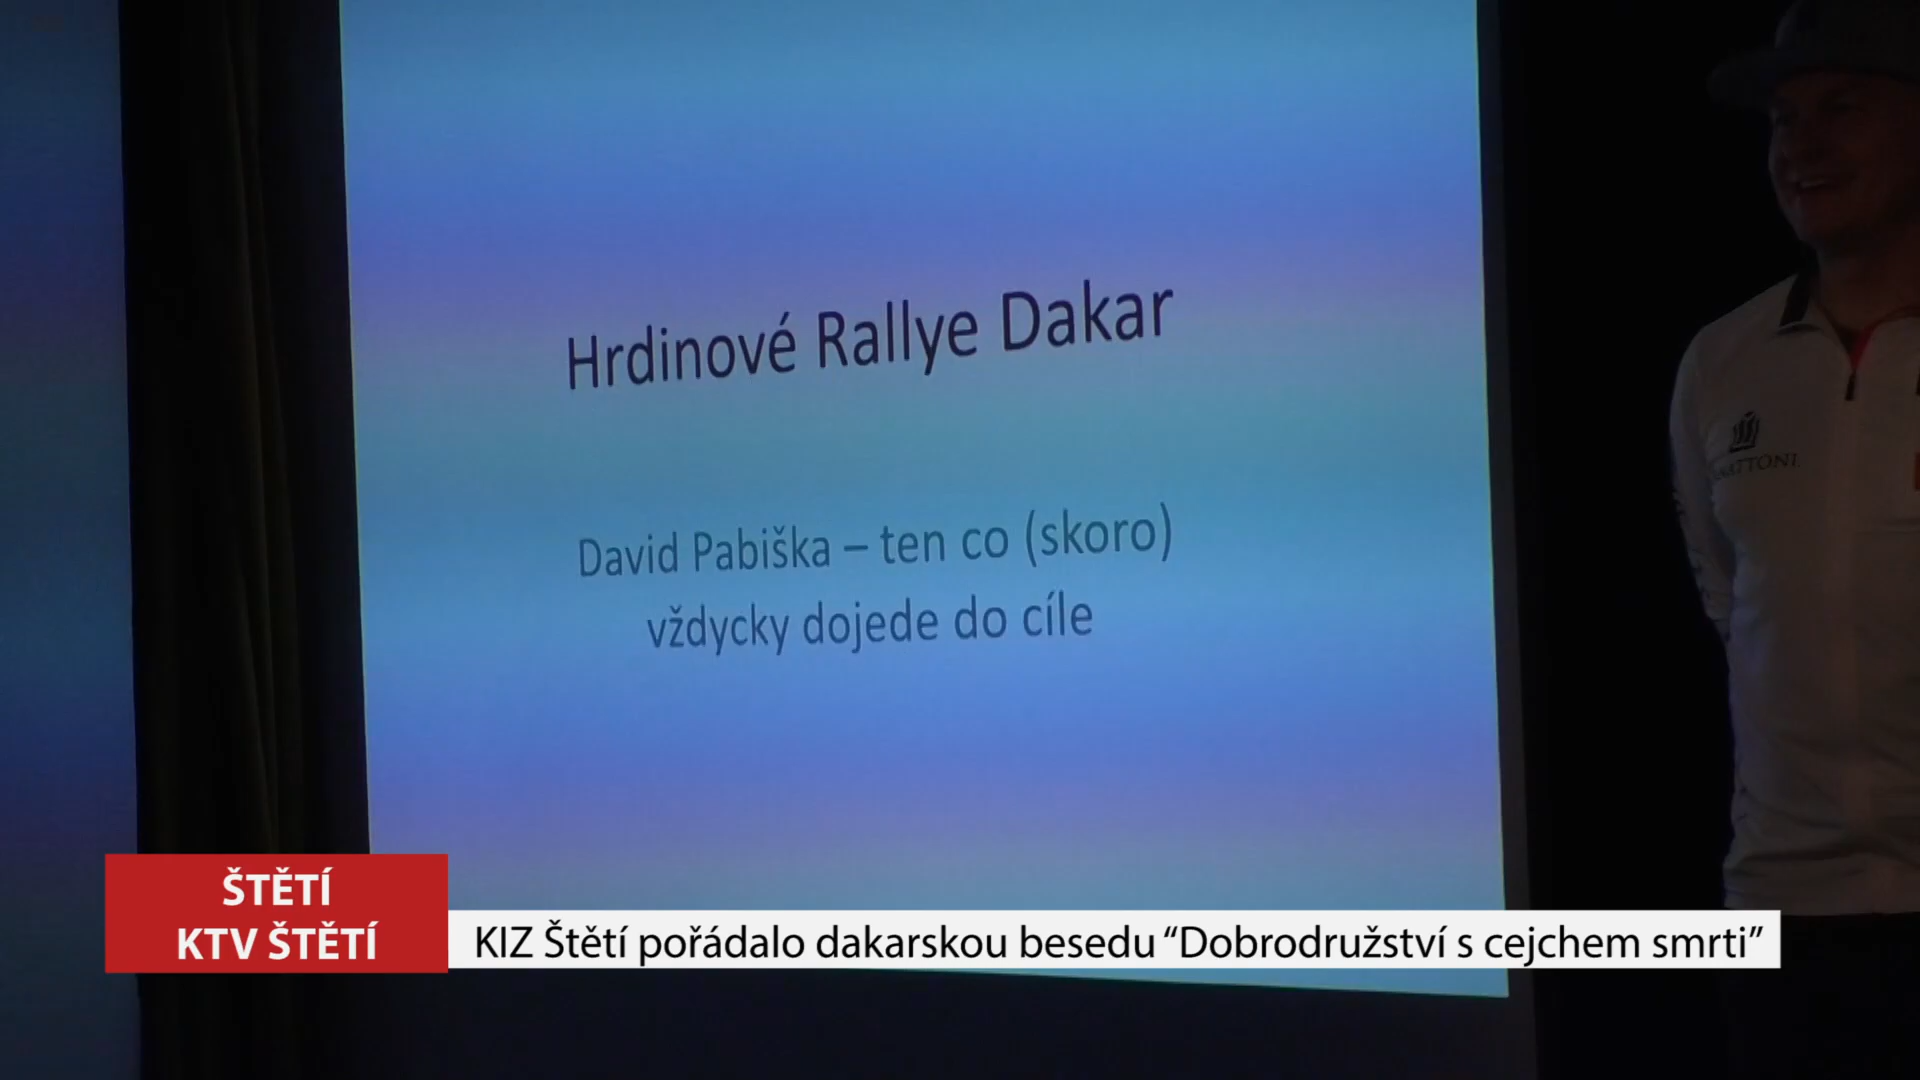 Hrdinové Rallye Dakar
David Pabiška – ten co (skoro)
vždycky dojede do cíle
MATTONI
ŠTĚTÍ
KTV ŠTĚTÍ
KIZ Štětí pořádalo dakarskou besedu “Dobrodružství s cejchem smrti”